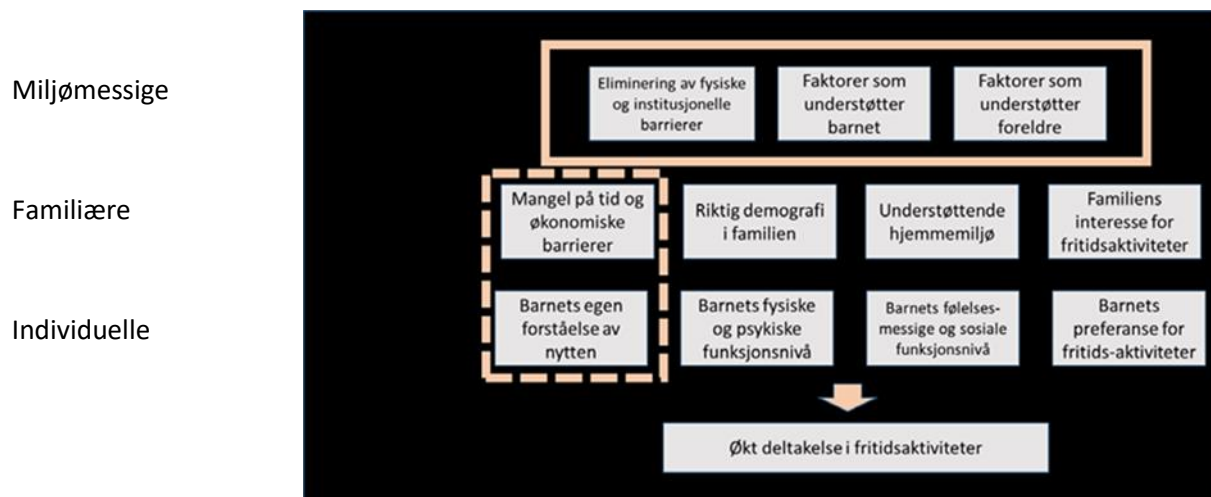 Miljømessige
Eliminering av fysiske
og institusjonelle
barrierer
Faktorer som
understøtter
barnet
Faktorer som
understøtter
foreldre
Familiære
Mangel på tid og
økonomiske
barrierer
Riktig demografi
i familien
Understøttende
hjemmemiljø
Familiens
interesse for
fritidsaktiviteter
Individuelle
Barnets egen
forståelse av
nytten
Barnets fysiske
og psykiske
funksjonsnivå
Barnets følelses-
messige og sosiale
funksjonsnivå
Barnets
preferanse for
fritids-aktiviteter
Økt deltakelse i fritidsaktiviteter